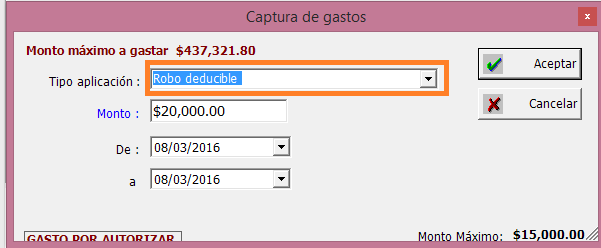 Captura de gastos
x
Monto máximo a gastar $437,321.80
Tipo aplicación : Robo deducible
Aceptar
Monto : $20,000.00
Cancelar
De : 08/03/2016
a 08/03/2016
GASTO POR AUTORIZAR
Monto Máximo: $15,000.00